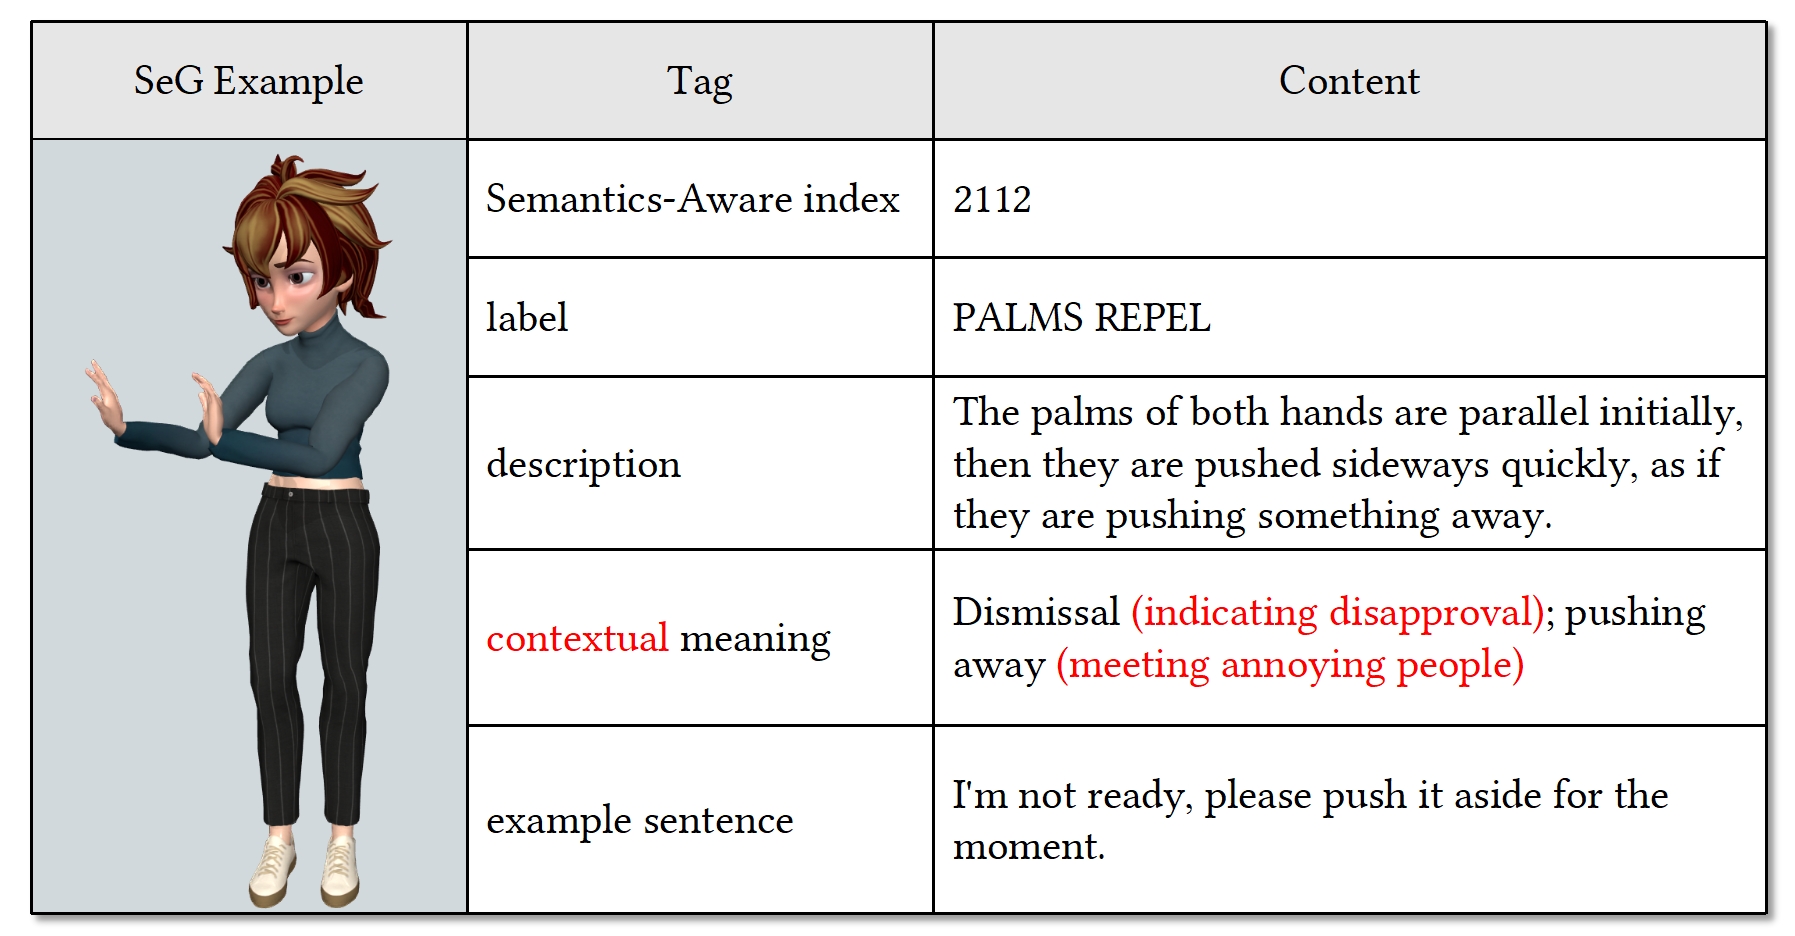 SeG Example Tag Content
Semantics-Aware index 2112
label PALMS REPEL
description The palms of both hands are parallel initially,
then they are pushed sideways quickly, as if
they are pushing something away.
contextual meaning Dismissal (indicating disapproval); pushing
away (meeting annoying people)
example sentence I'm not ready, please push it aside for the
moment.